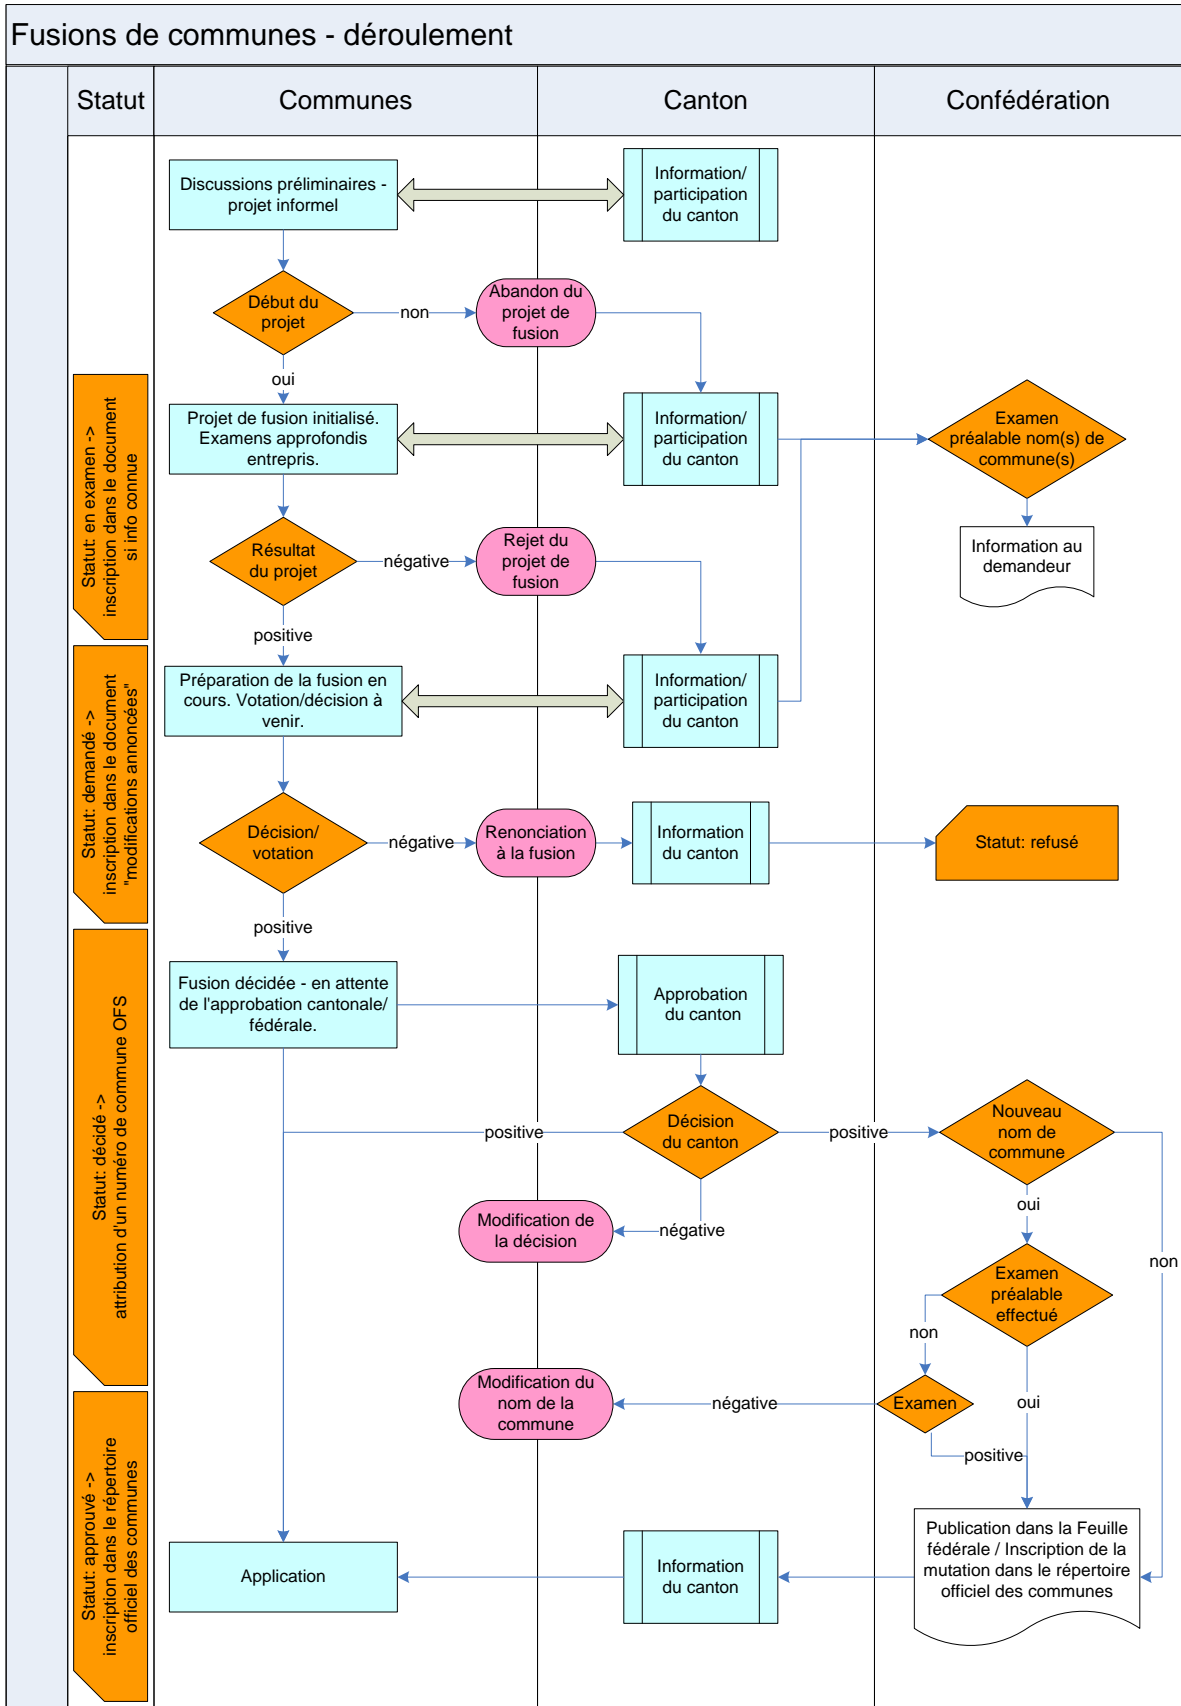 Fusions de communes - déroulement
Statut
Communes
Canton
Confédération
Discussions préliminaires -
projet informel
Information/
participation
du canton
Début du
projet
non
Abandon du
projet de
fusion
oui
Statut: en examen ->
inscription dans le document
si info connue
Projet de fusion initialisé.
Examens approfondis
entrepris.
Information/
participation
du canton
Examen
préalable nom(s) de
commune(s)
Résultat
du projet
négative
Rejet du
projet de
fusion
Information au
demandeur
positive
Statut: demandé ->
inscription dans le document
"modifications annoncées"
Préparation de la fusion en
cours. Votation/décision à
venir.
Information/
participation
du canton
Décision/
votation
négative
Renonciation
à la fusion
Information
du canton
Statut: refusé
positive
Statut: décidé ->
attribution d'un numéro de commune OFS
Fusion décidée - en attente
de l'approbation cantonale/
fédérale.
Approbation
du canton
positive
Décision
du canton
positive
Nouveau
nom de
commune
oui
non
Modification de
la décision
négative
Examen
préalable
effectué
non
oui
Modification du
nom de la
commune
négative
Examen
positive
Statut: approuvé ->
inscription dans le répertoire
officiel des communes
Application
Information
du canton
Publication dans la Feuille
fédérale / Inscription de la
mutation dans le répertoire
officiel des communes